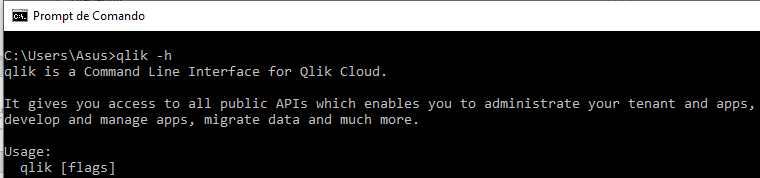 Prompt de Comando
C:\Users\Asus>qlik -h
qlik is a Command Line Interface for Qlik Cloud.
It gives you access to all public APIs which enables you to administrate your tenant and apps,
develop and manage apps, migrate data and much more.
Usage:
qlik [flags]